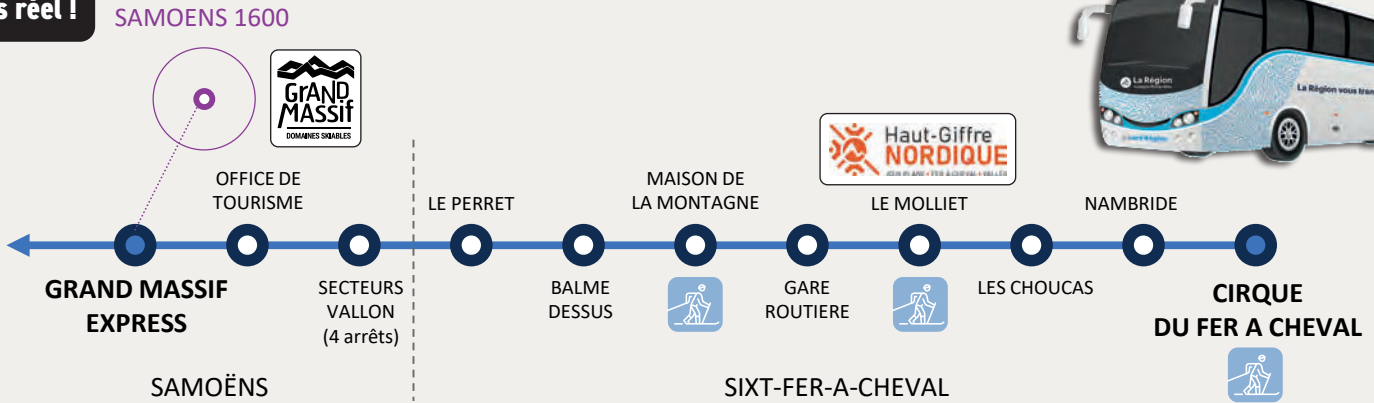 s réel !
SAMOENS 1600
GRAND
MASSIF
DOMAINES SKIABLES
La Région
La Région vous tran
Haut-Giffre
NORDIQUE
OFFICE DE
TOURISME
LE PERRET
MAISON DE
LA MONTAGNE
LE MOLLIET
NAMBRIDE
GRAND MASSIF
EXPRESS
SECTEURS
VALLON
(4 arrêts)
BALME
DESSUS
GARE
ROUTIERE
LES CHOUCAS
CIRQUE
DU FER A CHEVAL
SAMOËNS
SIXT-FER-A-CHEVAL